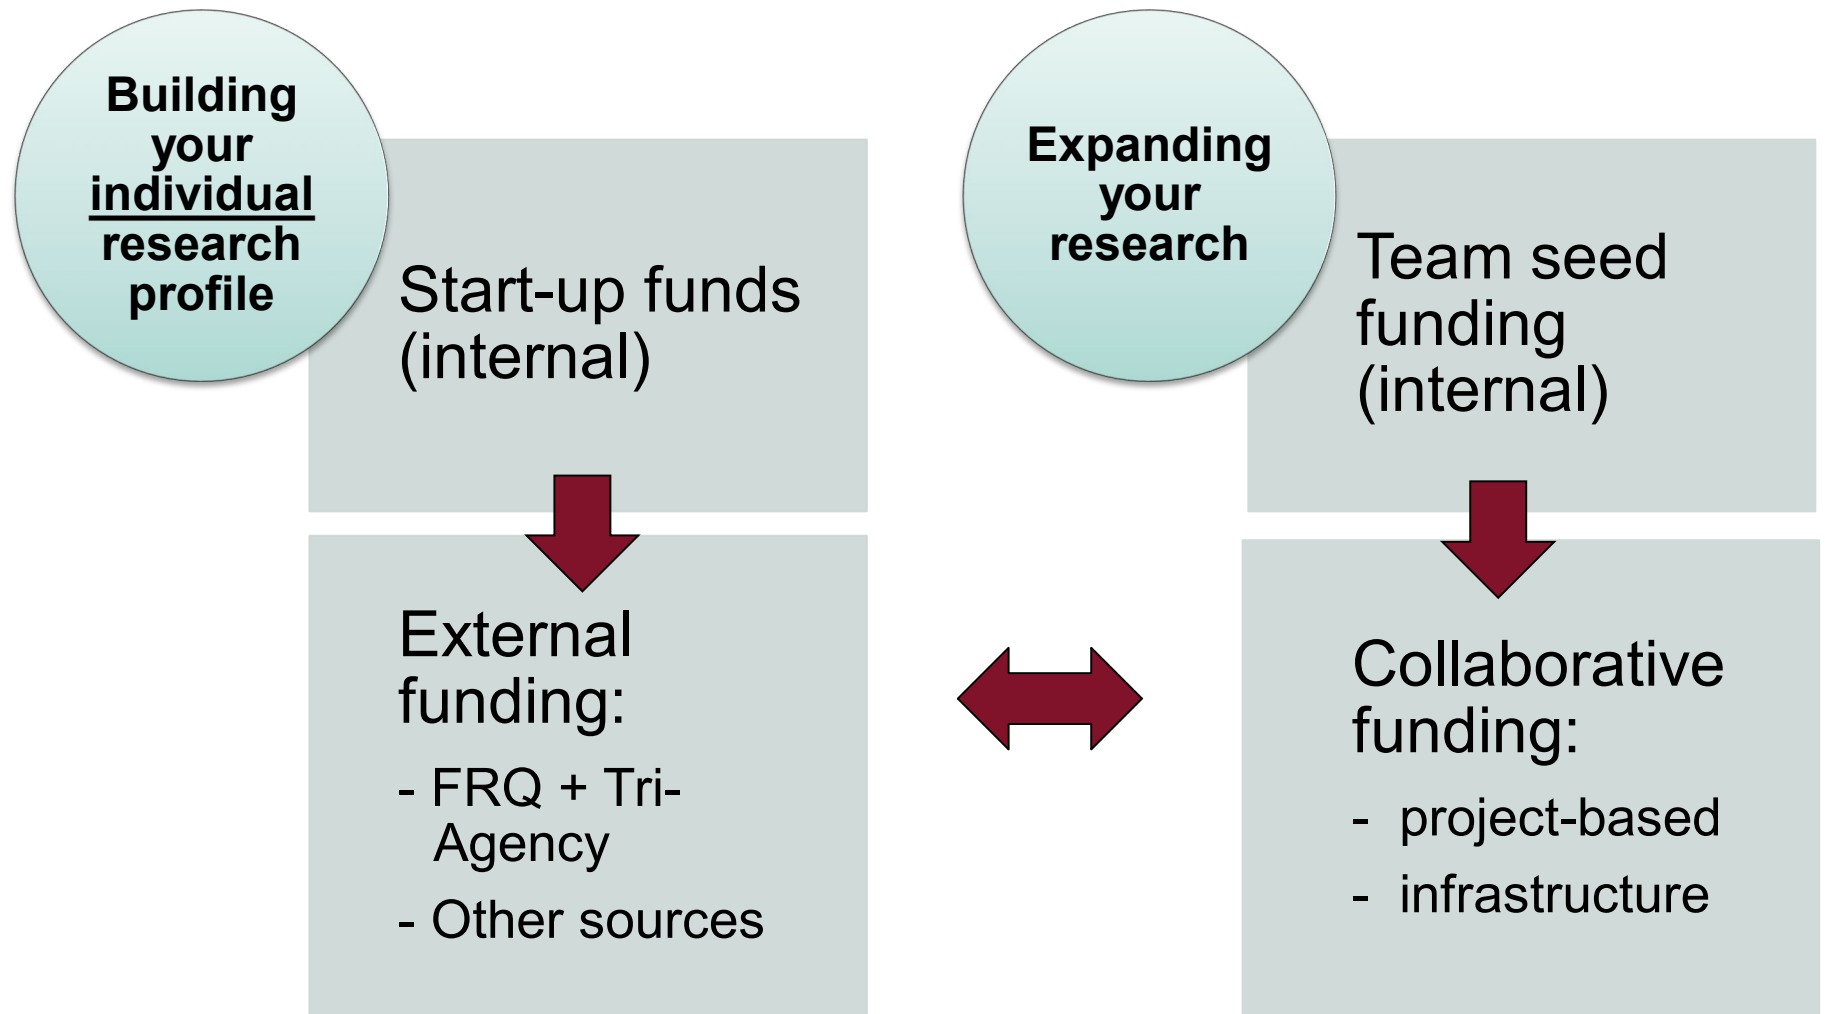 Building
your
individual
research
profile
Start-up funds
(internal)
External
funding:
- FRQ + Tri-
Agency
- Other sources
Expanding
your
research
Team seed
funding
(internal)
Collaborative
funding:
- project-based
- infrastructure